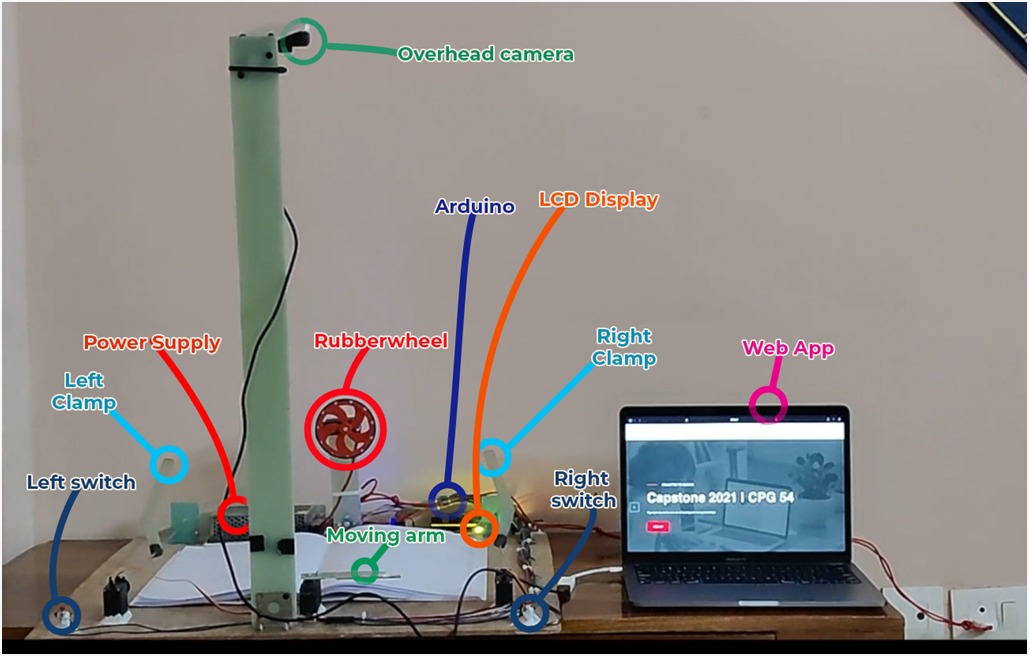 Overhead camera
Arduino
LCD Display
Power Supply
Rubberwheel
Right
Clamp
Web App
Left
Clamp
Left switch
Right
switch
Capstone 2021 | CPG 54
Moving arm